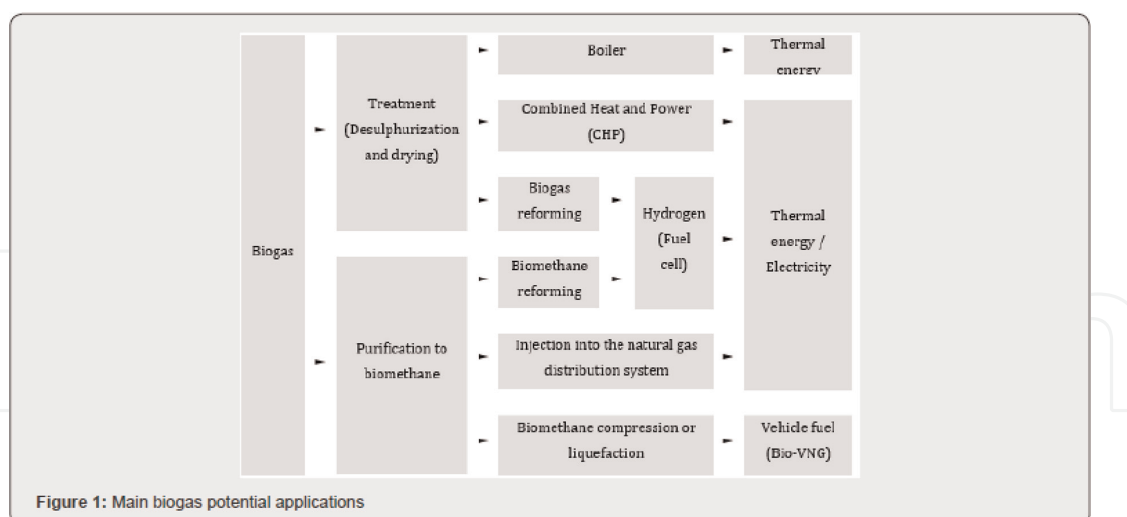 Biogas
Treatment
(Desulphurization
and drying)
Purification to
biomethane
Boiler
Combined Heat and Power
(CHP)
Biogas
reforming
Biomethane
reforming
Hydrogen
(Fuel
cell)
Injection into the natural gas
distribution system
Biomethane compression or
liquefaction
Thermal
energy
Thermal
energy /
Electricity
Vehicle fuel
(Bio-VNG)
Figure 1: Main biogas potential applications